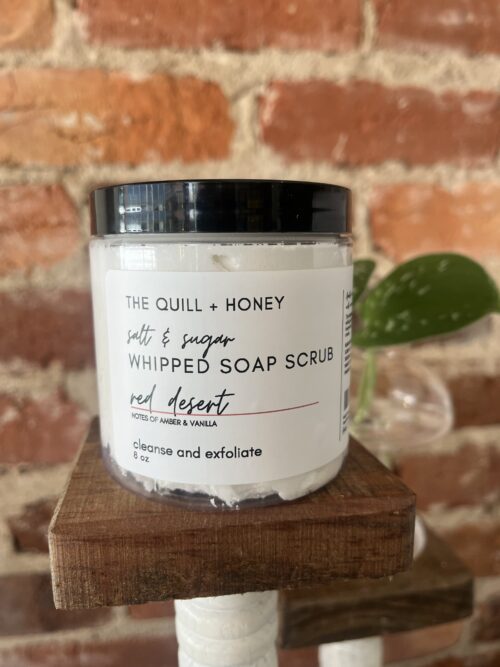 THE QUILL + HONEY
salt & sugar
WHIPPED SOAP SCRUB
red desert
NOTES OF AMBER & VANILLA
cleanse and exfoliate
8 oz